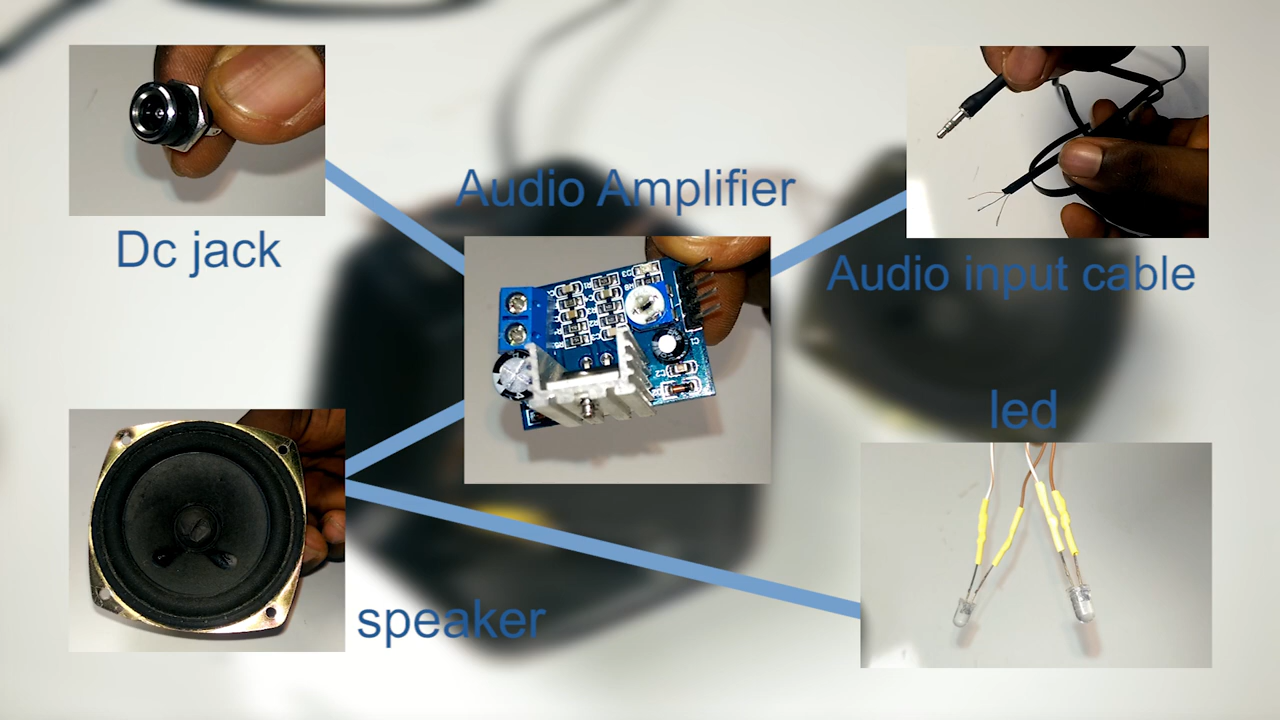 Audio Amplifier
Dc jack
Audio input cable
led
speaker